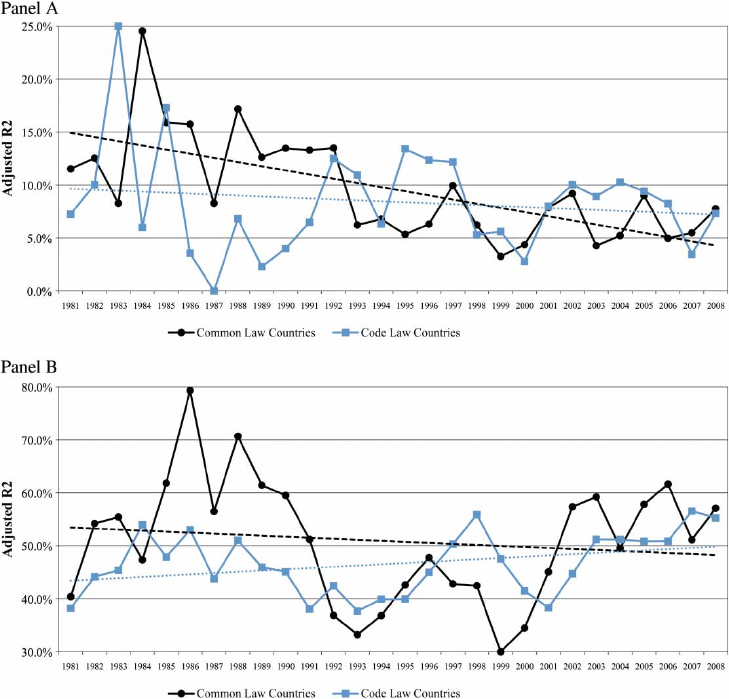 Panel A
25.0%
20.0%
15.0%
10.0%
5.0%
0.0%
Adjusted R2
1981 1982 1983 1984 1985 1986 1987 1988 1989 1990 1991 1992 1993 1994 1995 1996 1997 1998 1999 2000 2001 2002 2003 2004 2005 2006 2007 2008
Common Law Countries Code Law Countries
Panel B
80.0%
70.0%
60.0%
50.0%
40.0%
30.0%
Adjusted R2
1981 1982 1983 1984 1985 1986 1987 1988 1989 1990 1991 1992 1993 1994 1995 1996 1997 1998 1999 2000 2001 2002 2003 2004 2005 2006 2007 2008
Common Law Countries Code Law Countries